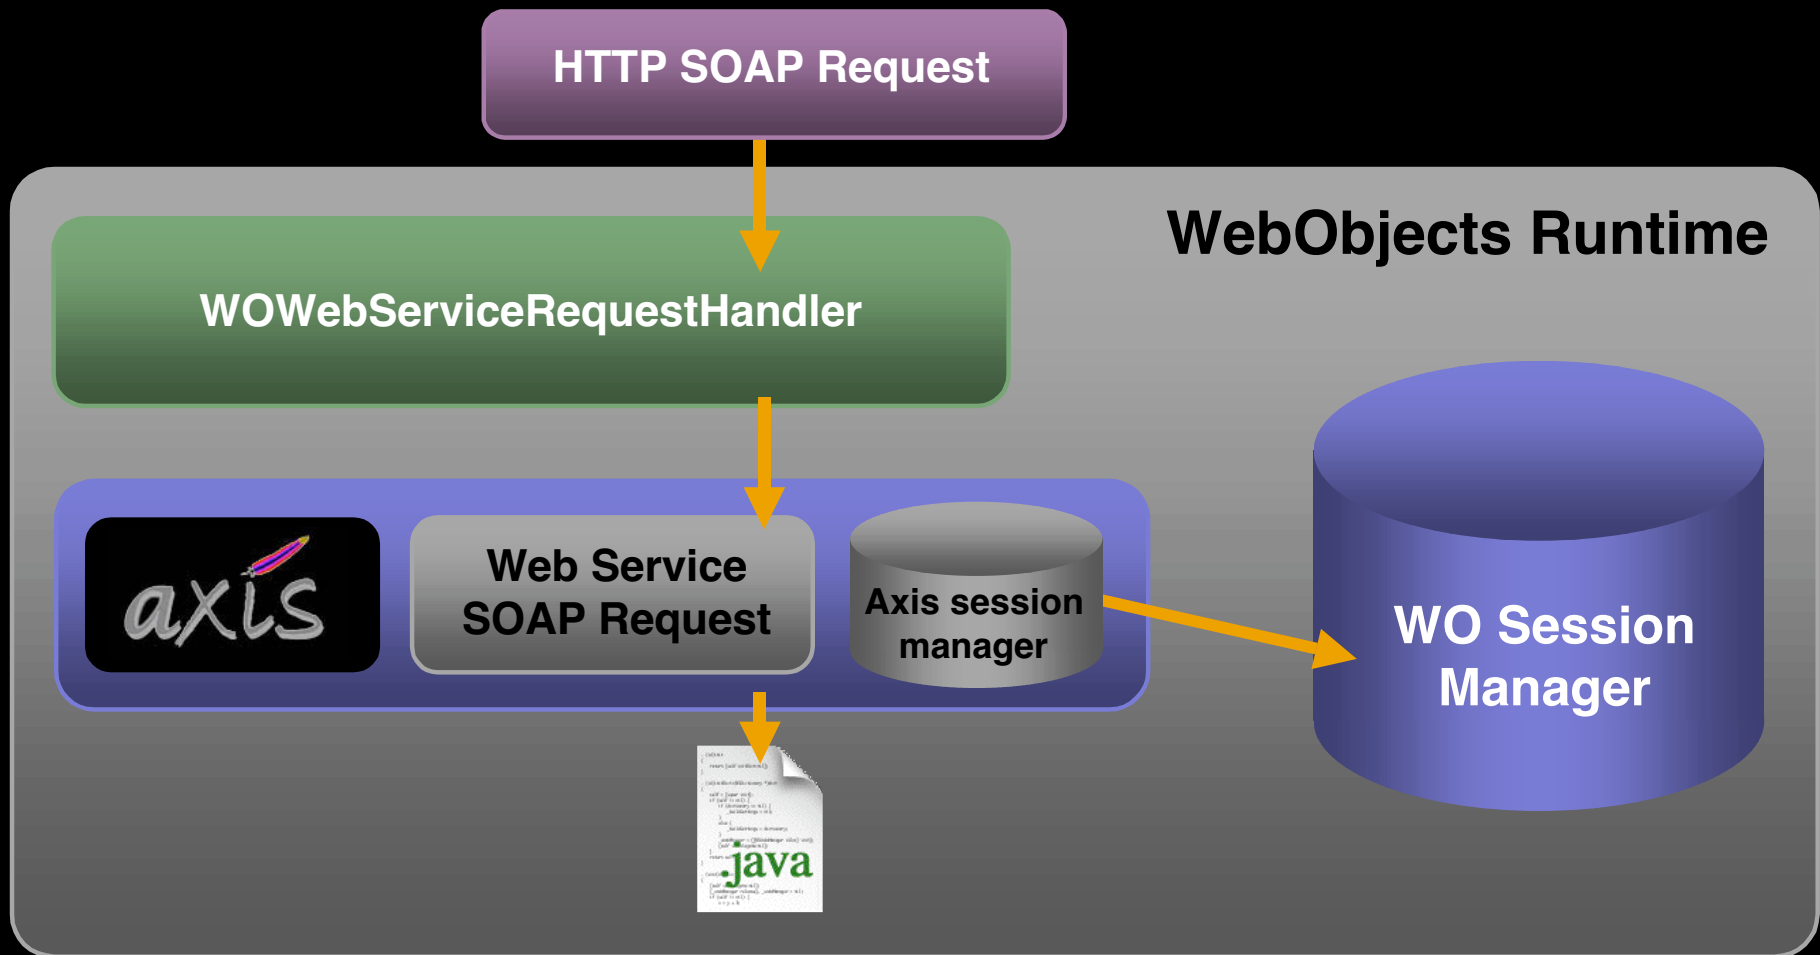 HTTP SOAP Request
WebObjects Runtime
WOWebServiceRequestHandler
axis
Web Service
SOAP Request
Axis session
manager
WO Session
Manager
.java